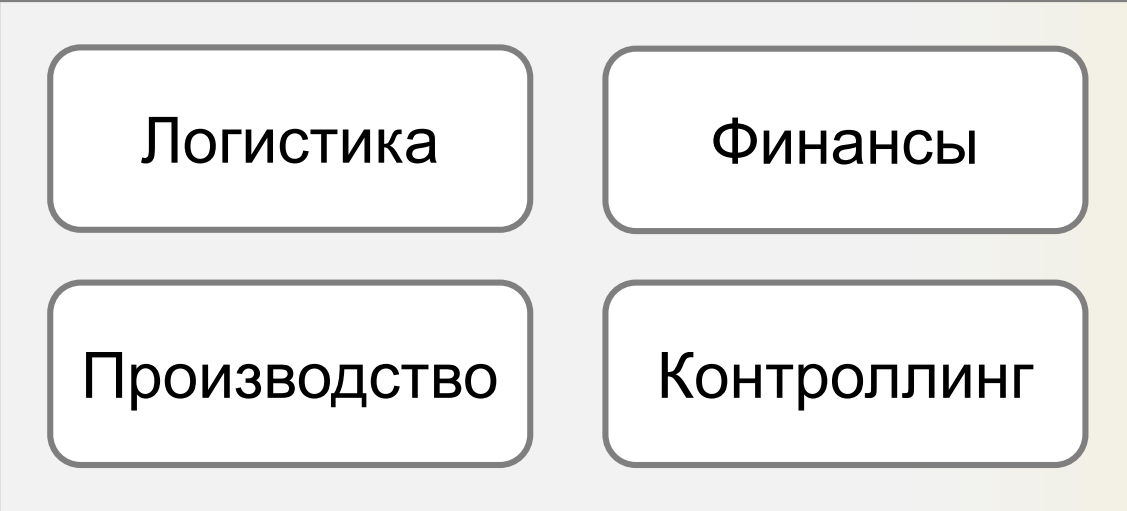 Логистика
Финансы
Производство
Контроллинг